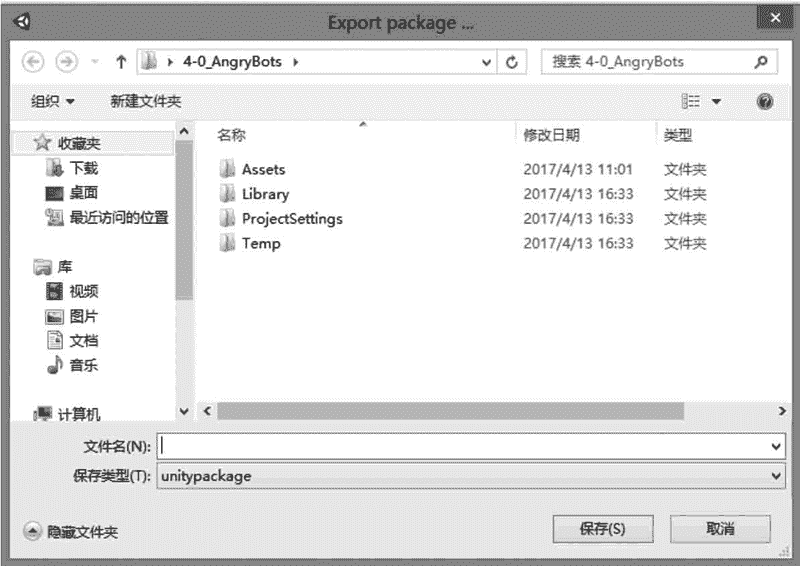 Export package ...
4-0_AngryBots
搜索 4-0_AngryBots
组织
新建文件夹
收藏夹
下载
桌面
最近访问的位置
库
视频
图片
文档
音乐
计算机
名称 修改日期 类型
Assets 2017/4/13 11:01 文件夹
Library 2017/4/13 16:33 文件夹
ProjectSettings 2017/4/13 16:33 文件夹
Temp 2017/4/13 16:33 文件夹
文件名(N):
保存类型(T): unitypackage
隐藏文件夹
保存(S)
取消